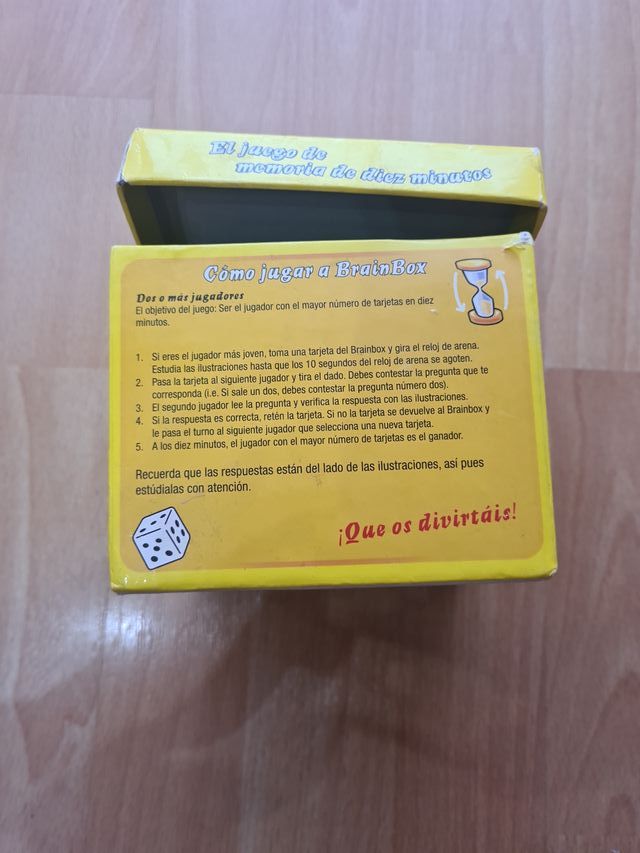 El juego de
memoria de diez minutos
Cómo jugar a BrainBox
Dos o más jugadores
El objetivo del juego: Ser el jugador con el mayor número de tarjetas en diez
minutos.
1. Si eres el jugador más joven, toma una tarjeta del Brainbox y gira el reloj de arena.
Estudia las ilustraciones hasta que los 10 segundos del reloj de arena se agoten.
2. Pasa la tarjeta al siguiente jugador y tira el dado. Debes contestar la pregunta que te
corresponda (i.e. Si sale un dos, debes contestar la pregunta número dos).
3. El segundo jugador lee la pregunta y verifica la respuesta con las ilustraciones.
4. Si la respuesta es correcta, retén la tarjeta. Si no la tarjeta se devuelve al Brainbox y
le pasa el turno al siguiente jugador que selecciona una nueva tarjeta.
5. A los diez minutos, el jugador con el mayor número de tarjetas es el ganador.
Recuerda que las respuestas están del lado de las ilustraciones, así pues
estúdialas con atención.
¡Que os divirtáis!